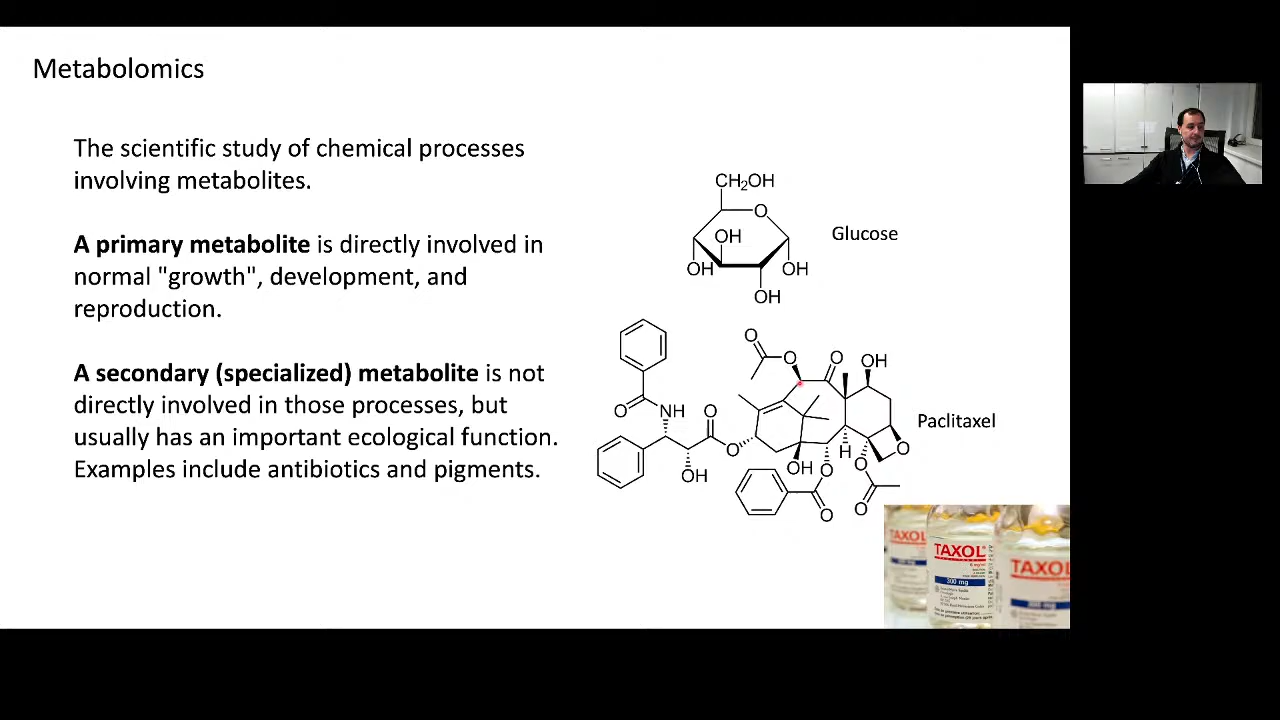 Metabolomics
The scientific study of chemical processes
involving metabolites.
A primary metabolite is directly involved in
normal "growth", development, and
reproduction.
A secondary (specialized) metabolite is not
directly involved in those processes, but
usually has an important ecological function.
Examples include antibiotics and pigments.
CH2OH
O
OH
OH
OH
OH
Glucose
O
O
O
OH
O
NH
O
O
OH
OH
H
O
O
O
O
O
Paclitaxel
TAXOL
TAXOL
300 mg
TAXOL